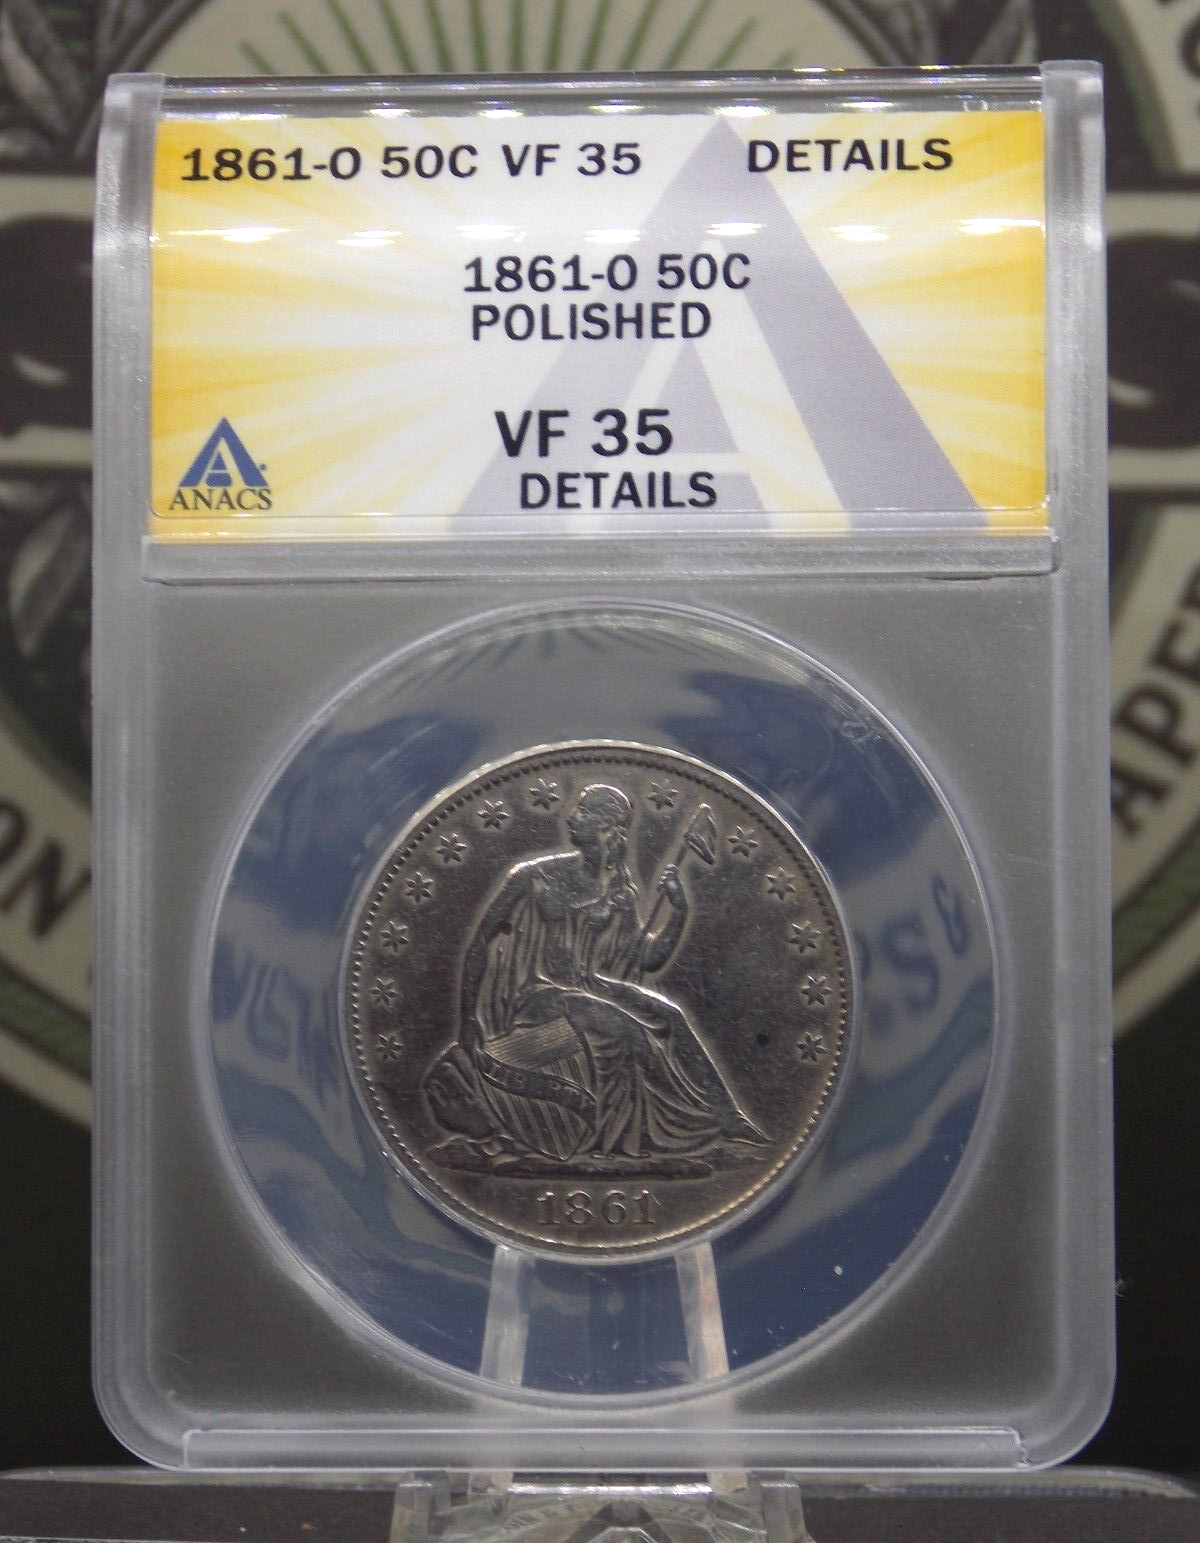 1861-O 50C VF 35 DETAILS
1861-O 50C
POLISHED
VF 35
DETAILS
ANACS
1861